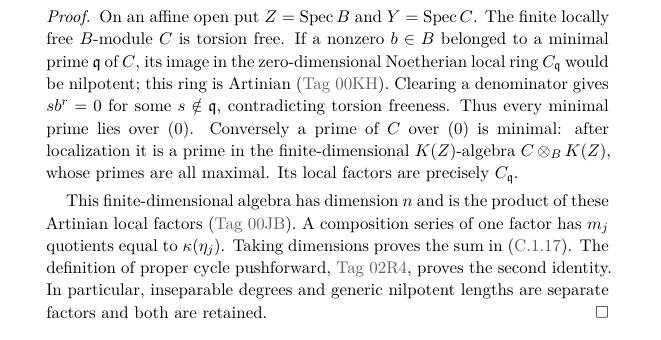 Proof. On an affine open put Z = Spec B and Y = Spec C. The finite locally
free B-module C is torsion free. If a nonzero b ∈ B belonged to a minimal
prime 𝔮 of C, its image in the zero-dimensional Noetherian local ring C_𝔮 would
be nilpotent; this ring is Artinian (Tag 00KH). Clearing a denominator gives
sb^r = 0 for some s ∉ 𝔮, contradicting torsion freeness. Thus every minimal
prime lies over (0). Conversely a prime of C over (0) is minimal: after
localization it is a prime in the finite-dimensional K(Z)-algebra C ⊗_B K(Z),
whose primes are all maximal. Its local factors are precisely C_𝔮.
This finite-dimensional algebra has dimension n and is the product of these
Artinian local factors (Tag 00JB). A composition series of one factor has m_j
quotients equal to κ(η_j). Taking dimensions proves the sum in (C.1.17). The
definition of proper cycle pushforward, Tag 02R4, proves the second identity.
In particular, inseparable degrees and generic nilpotent lengths are separate
factors and both are retained. □